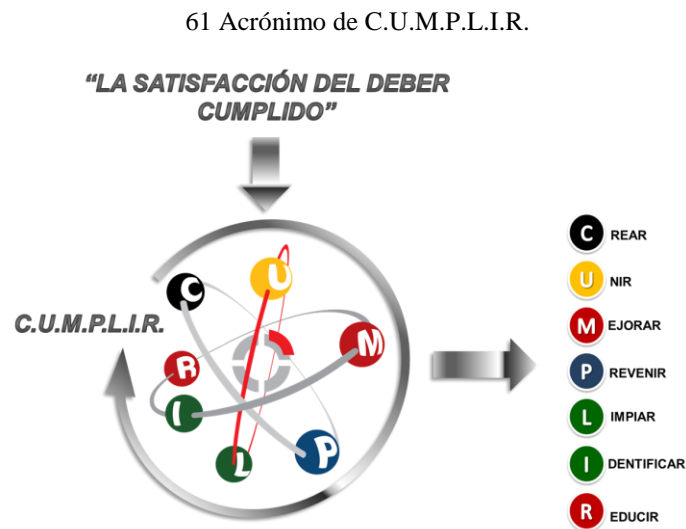 61 Acrónimo de C.U.M.P.L.I.R.
“LA SATISFACCIÓN DEL DEBER
CUMPLIDO”
C
U
C.U.M.P.L.I.R.
M
R
I
L
P
C REAR
U NIR
M EJORAR
P REVENIR
L IMPIAR
I DENTIFICAR
R EDUCIR